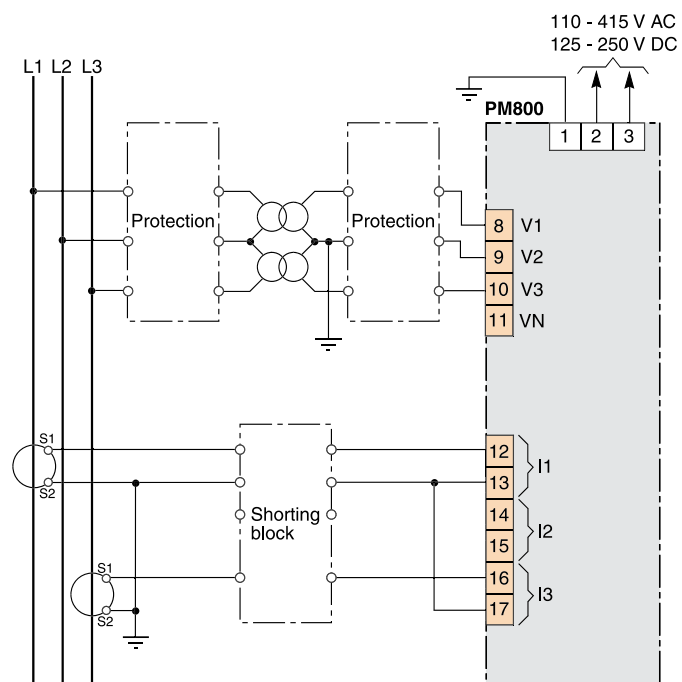 110 - 415 V AC
125 - 250 V DC
L1 L2 L3
PM800
1 2 3
Protection
Protection
8 V1
9 V2
10 V3
11 VN
S1
S2
12
13
I1
Shorting
block
14
15
I2
S1
S2
16
17
I3